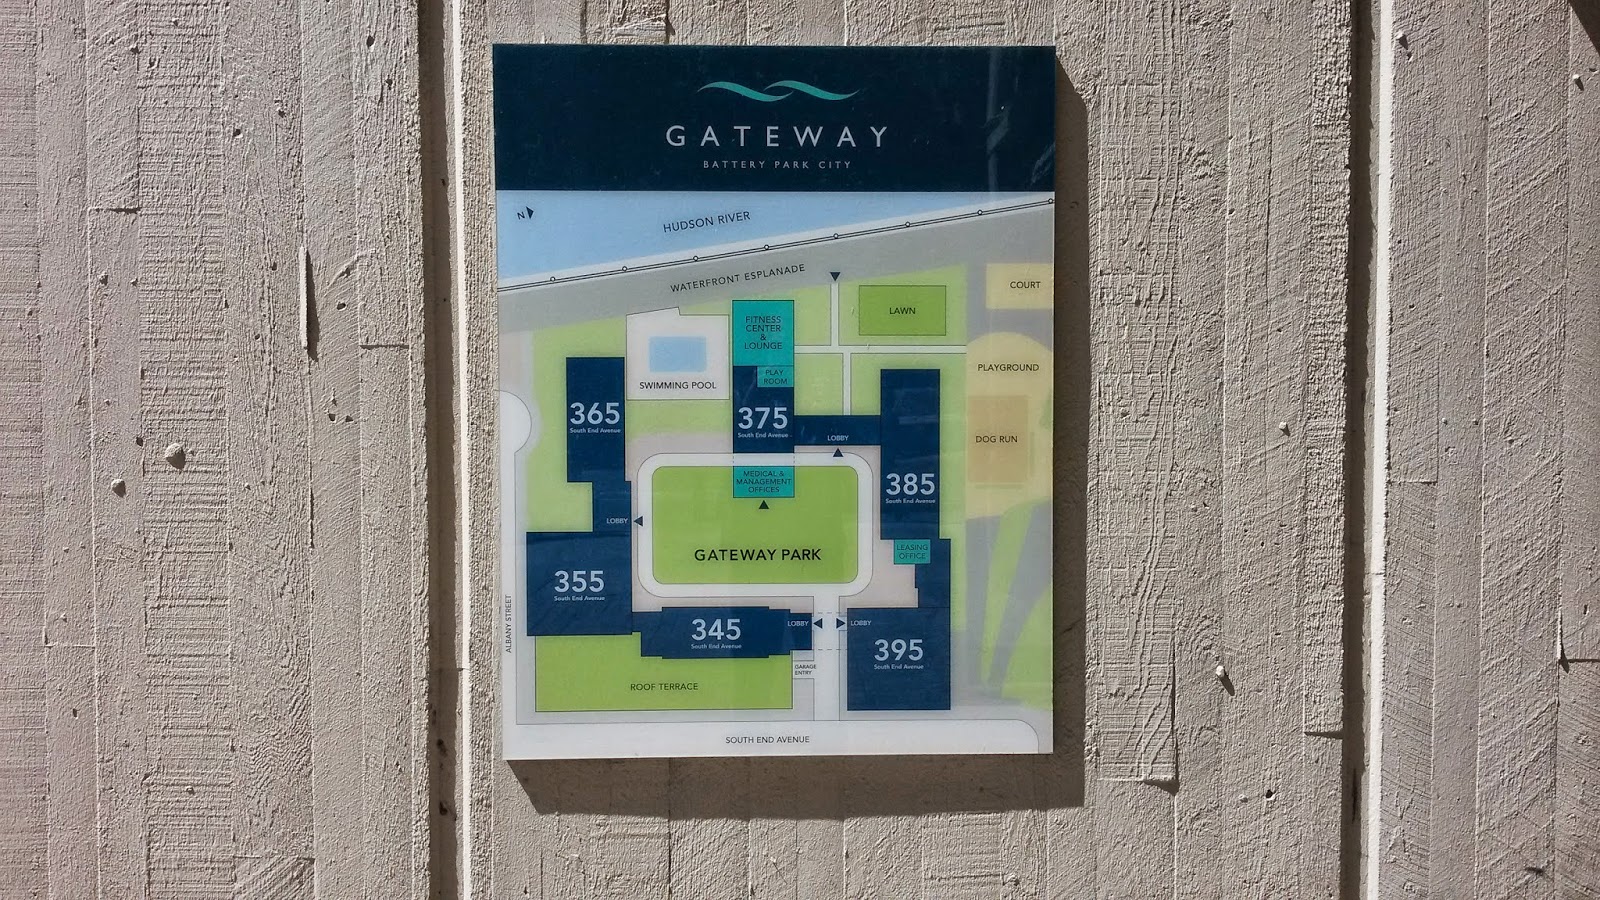 GATEWAY
BATTERY PARK CITY
N
HUDSON RIVER
WATERFRONT ESPLANADE
COURT
LAWN
FITNESS
CENTER
&
LOUNGE
PLAY
ROOM
SWIMMING POOL
PLAYGROUND
365
South End Avenue
375
South End Avenue
LOBBY
DOG RUN
MEDICAL &
MANAGEMENT
OFFICES
385
South End Avenue
LOBBY
GATEWAY PARK
LEASING
OFFICE
355
South End Avenue
ALBANY STREET
345
South End Avenue
LOBBY
LOBBY
395
South End Avenue
GARAGE
ENTRY
ROOF TERRACE
SOUTH END AVENUE